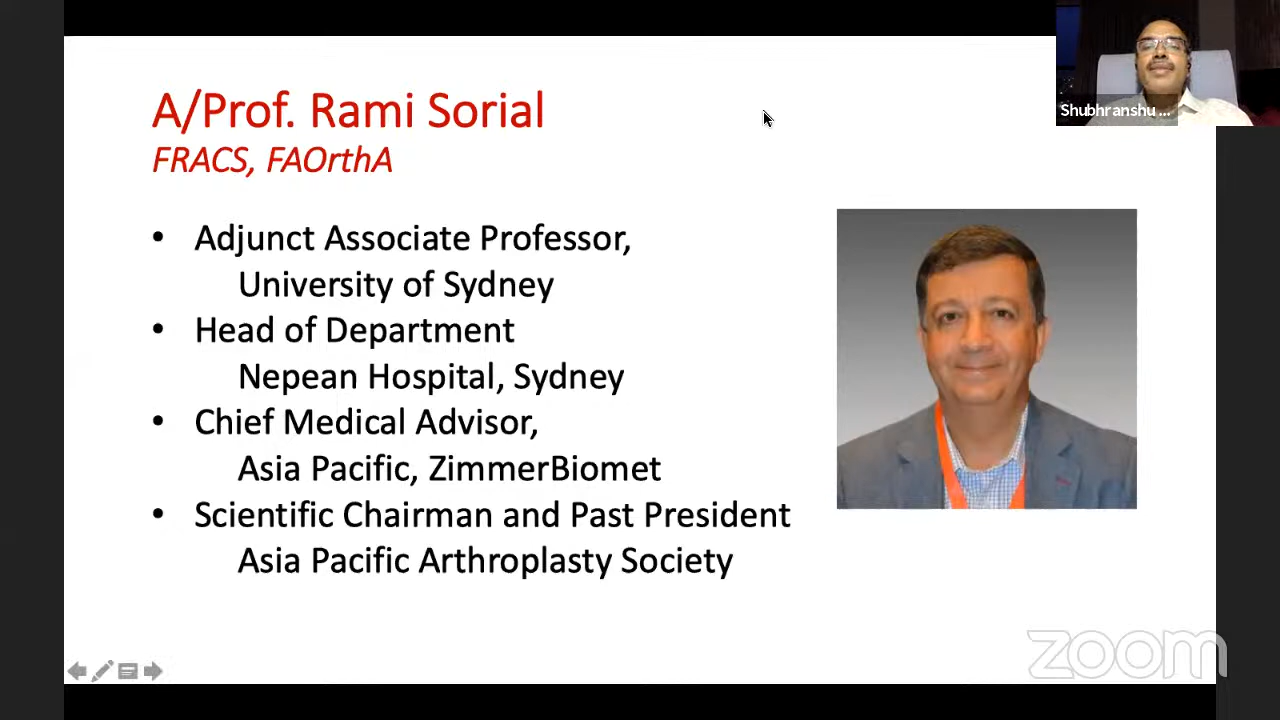 A/Prof. Rami Sorial
FRACS, FAOrthA
• Adjunct Associate Professor,
University of Sydney
• Head of Department
Nepean Hospital, Sydney
• Chief Medical Advisor,
Asia Pacific, ZimmerBiomet
• Scientific Chairman and Past President
Asia Pacific Arthroplasty Society
Shubhranshu ...
zoom